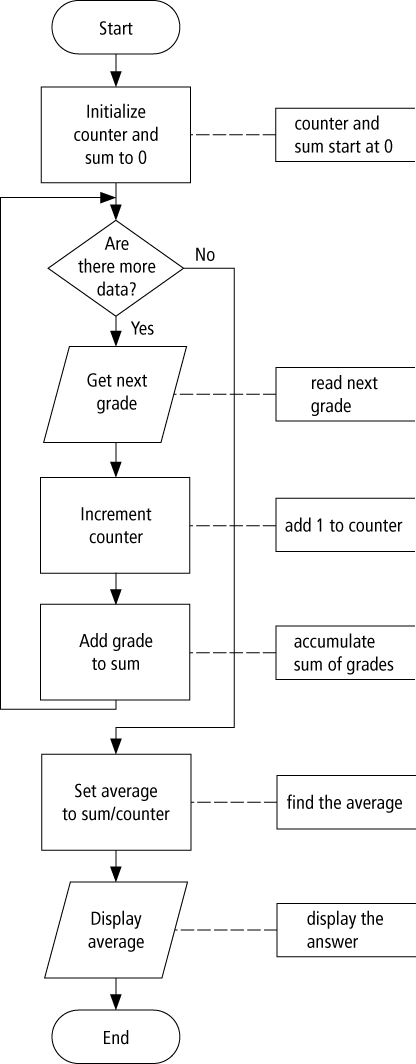 Start
Initialize
counter and
sum to 0
counter and
sum start at 0
Are
there more
data?
No
Yes
Get next
grade
read next
grade
Increment
counter
add 1 to counter
Add grade
to sum
accumulate
sum of grades
Set average
to sum/counter
find the average
Display
average
display the
answer
End